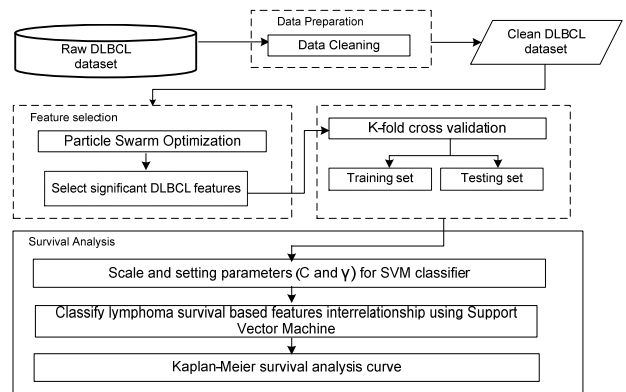 Data Preparation
Raw DLBCL
dataset
Data Cleaning
Clean DLBCL
dataset
Feature selection
Particle Swarm Optimization
Select significant DLBCL features
K-fold cross validation
Training set
Testing set
Survival Analysis
Scale and setting parameters (C and γ) for SVM classifier
Classify lymphoma survival based features interrelationship using Support
Vector Machine
Kaplan-Meier survival analysis curve